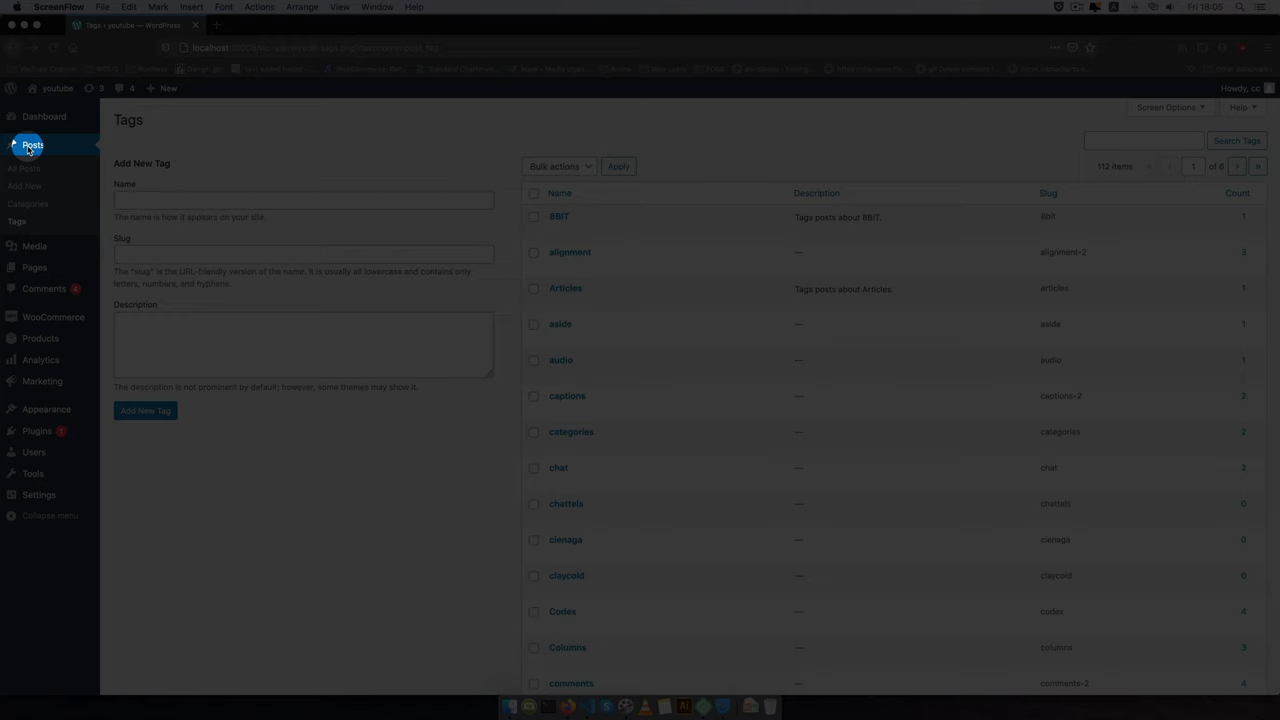 ScreenFlow File Edit Mark Insert Font Actions Arrange View Window Help
Fri 18:05
Tags ‹ youtube — WordPress
youtube 3 4 New
Howdy, cc
Dashboard
Posts
All Posts
Add New
Categories
Tags
Media
Pages
Comments 4
WooCommerce
Products
Analytics
Marketing
Appearance
Plugins 1
Users
Tools
Settings
Collapse menu
Screen Options
Help
Tags
Search Tags
Add New Tag
Name
The name is how it appears on your site.
Slug
The “slug” is the URL-friendly version of the name. It is usually all lowercase and contains only
letters, numbers, and hyphens.
Description
The description is not prominent by default; however, some themes may show it.
Add New Tag
Bulk actions Apply
112 items « ‹ 1 of 6 › »
Name Description Slug Count
8BIT Tags posts about 8BIT. 8bit 1
alignment — alignment-2 3
Articles Tags posts about Articles. articles 1
aside — aside 1
audio — audio 1
captions — captions-2 2
categories — categories 2
chat — chat 2
chattels — chattels 0
cienaga — cienaga 0
claycold — claycold 0
Codex — codex 4
Columns — columns 3
comments — comments-2 4